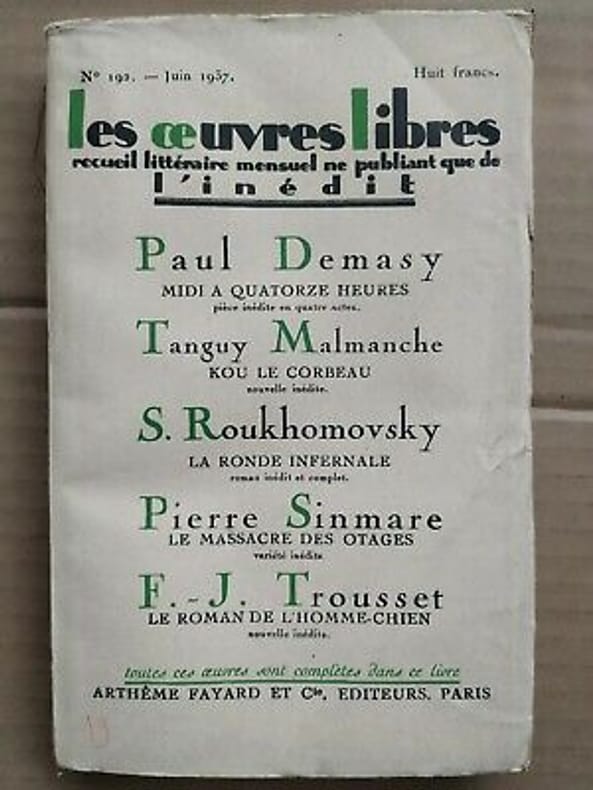 N° 192. — Juin 1937.
Huit francs.
les œuvres libres
recueil littéraire mensuel ne publiant que de
l'inédit
Paul Demasy
MIDI A QUATORZE HEURES
pièce inédite en quatre actes.
Tanguy Malmanche
KOU LE CORBEAU
nouvelle inédite.
S. Roukhomovsky
LA RONDE INFERNALE
roman inédit et complet.
Pierre Sinmare
LE MASSACRE DES OTAGES
variété inédite
F.-J. Trousset
LE ROMAN DE L'HOMME-CHIEN
nouvelle inédite.
toutes ces œuvres sont complètes dans ce livre
ARTHÊME FAYARD ET Cie, EDITEURS. PARIS